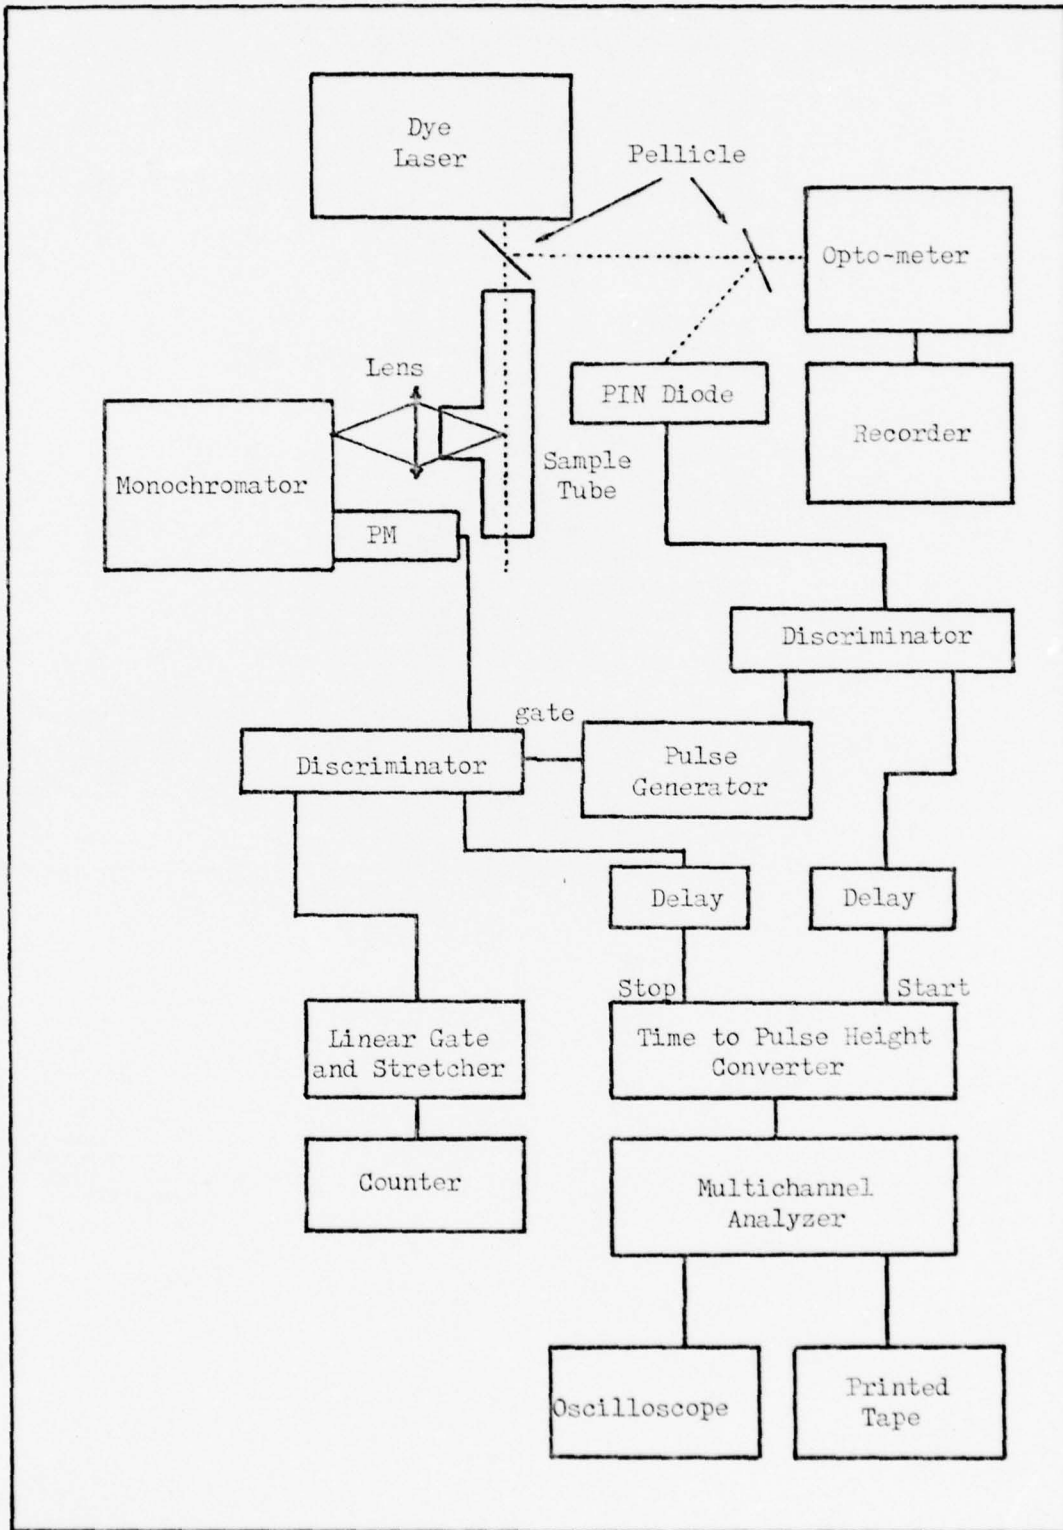 Dye
Laser
Pellicle
Opto-meter
Lens
PIN Diode
Recorder
Sample
Tube
Monochromator
PM
Discriminator
gate
Discriminator
Pulse
Generator
Delay
Delay
Stop
Start
Linear Gate
and Stretcher
Time to Pulse Height
Converter
Counter
Multichannel
Analyzer
Oscilloscope
Printed
Tape